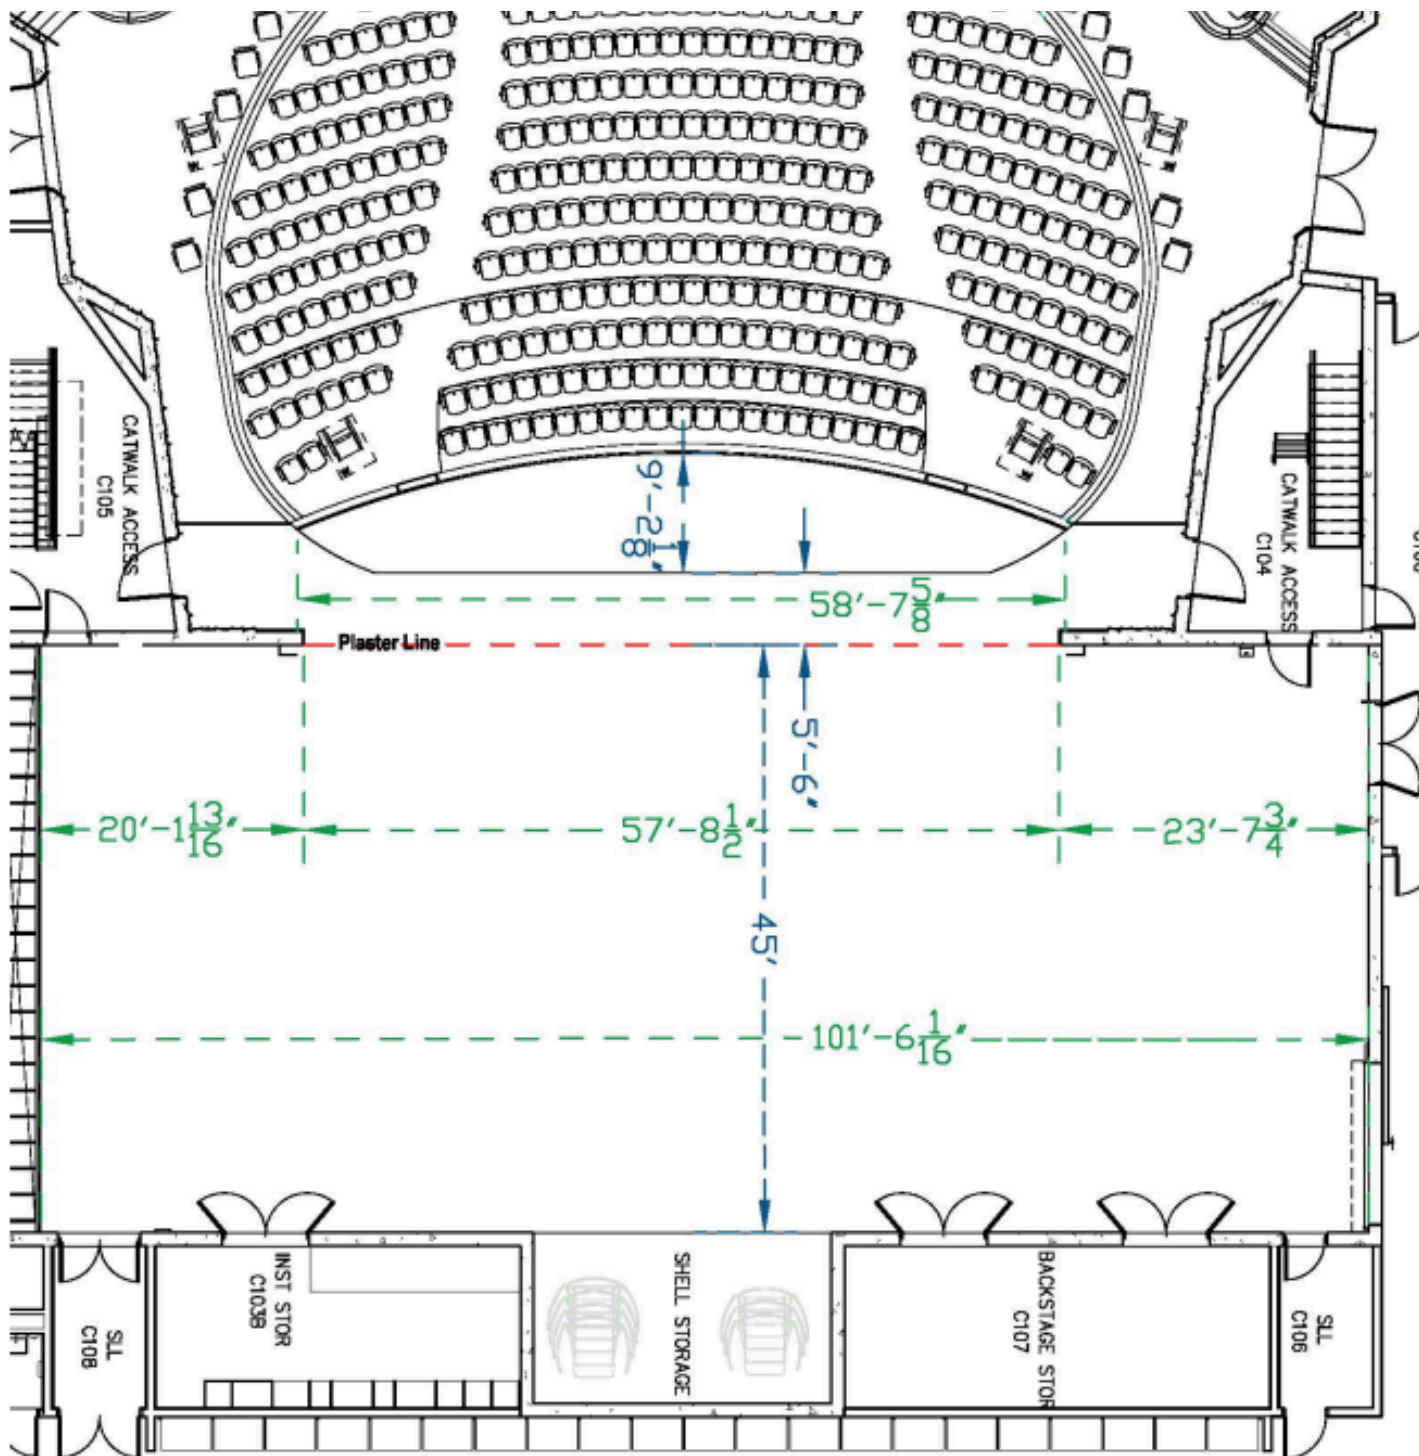 CATWALK ACCESS
C105
9'-2 1/8"
CATWALK ACCESS
C104
58'-7 5/8"
Plaster Line
5'-6"
20'-1 13/16"
57'-8 1/2"
23'-7 3/4"
45'
101'-6 1/16"
SLL
C108
INST STOR
C103B
SHELL STORAGE
BACKSTAGE STOR
C107
SLL
C106